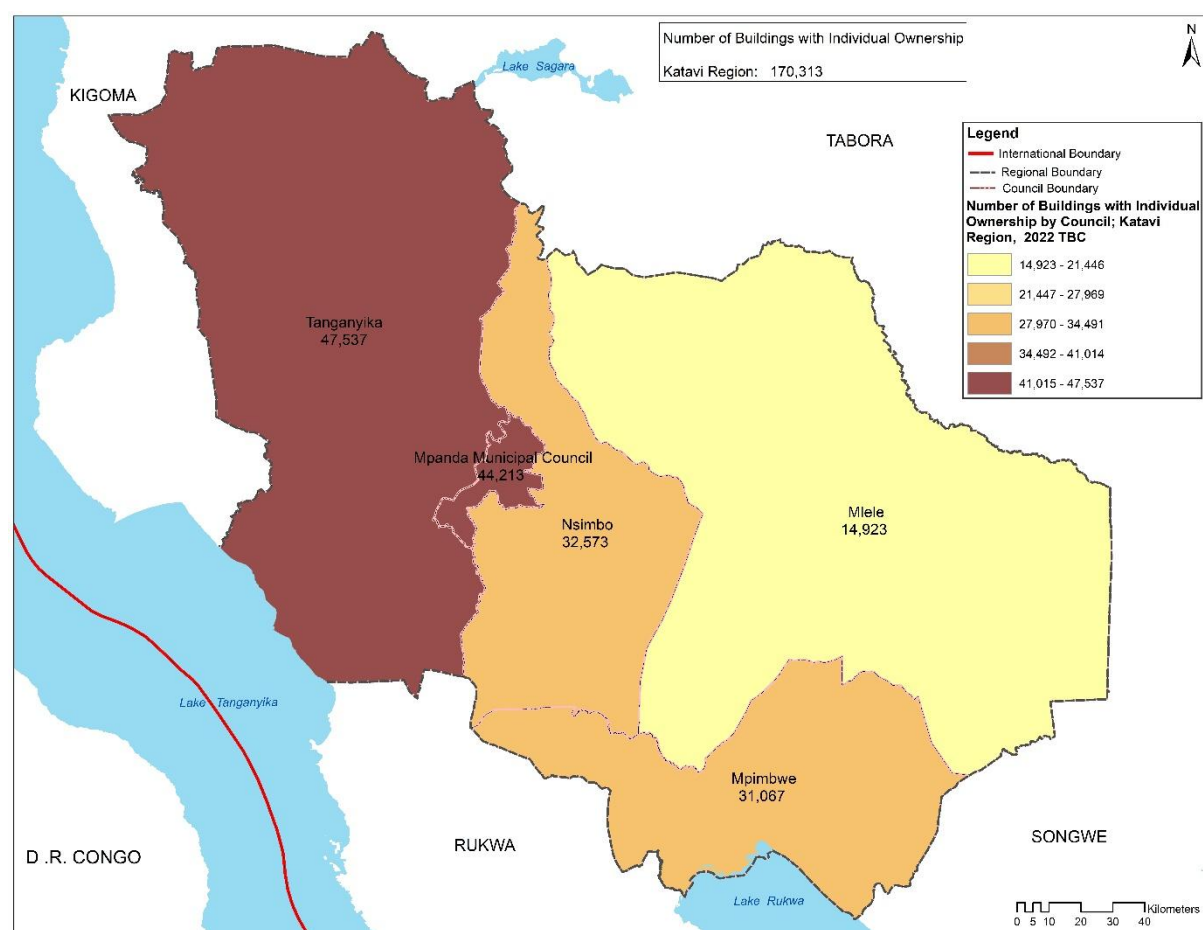 Number of Buildings with Individual Ownership
Katavi Region: 170,313
N
Lake Sagara
KIGOMA
TABORA
Legend
International Boundary
Regional Boundary
Council Boundary
Number of Buildings with Individual
Ownership by Council; Katavi
Region, 2022 TBC
14,923 - 21,446
21,447 - 27,969
27,970 - 34,491
34,492 - 41,014
41,015 - 47,537
Tanganyika
47,537
Mpanda Municipal Council
44,213
Nsimbo
32,573
Mlele
14,923
Lake Tanganyika
Mpimbwe
31,067
D .R. CONGO
RUKWA
SONGWE
Lake Rukwa
Kilometers
0 5 10 20 30 40